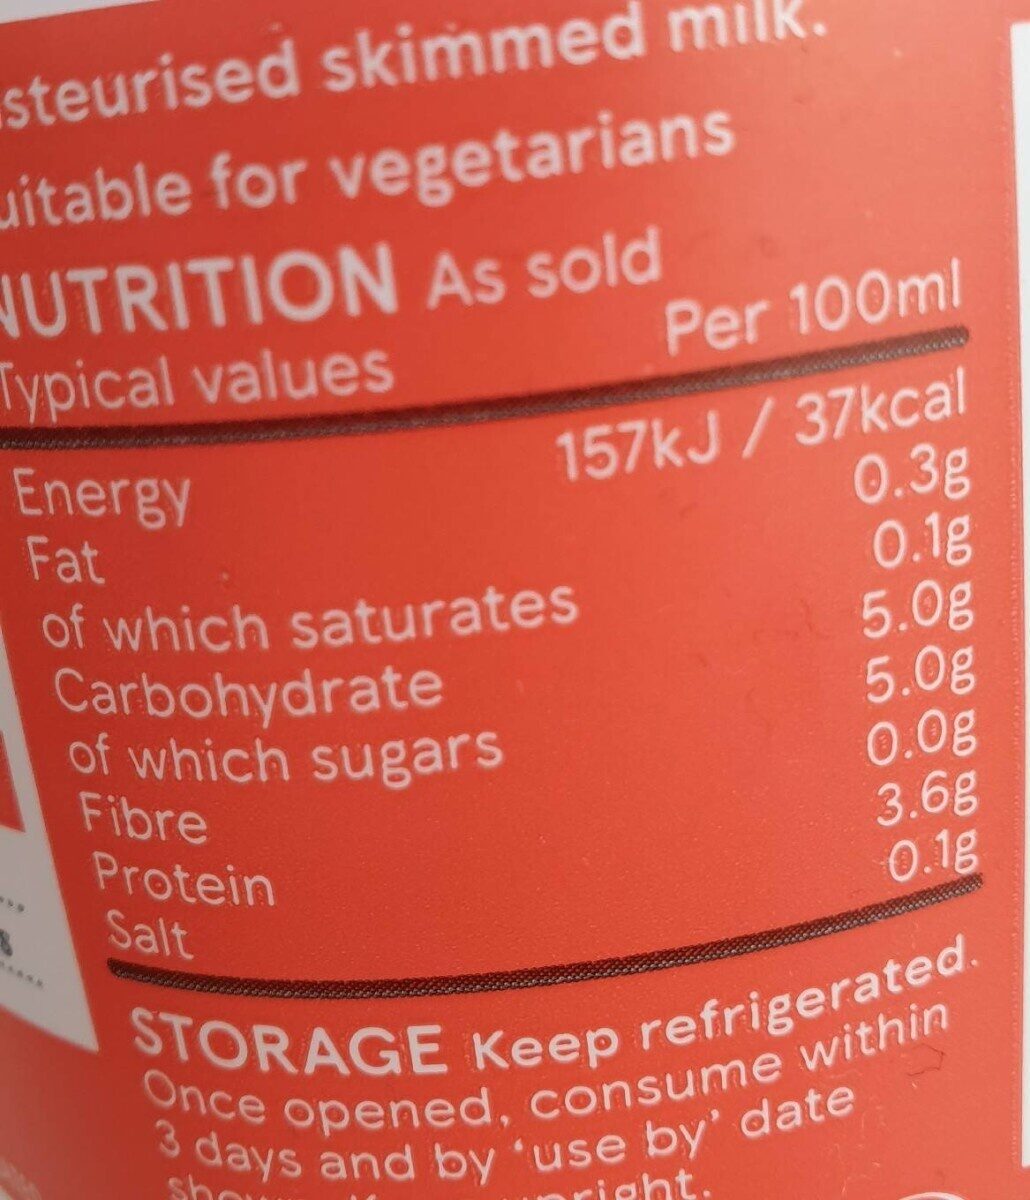 steurised skimmed milk.
uitable for vegetarians
NUTRITION As sold
Typical values Per 100ml
Energy 157kJ / 37kcal
Fat 0.3g
of which saturates 0.1g
Carbohydrate 5.0g
of which sugars 5.0g
Fibre 0.0g
Protein 3.6g
Salt 0.1g
STORAGE Keep refrigerated.
Once opened, consume within
3 days and by ‘use by’ date